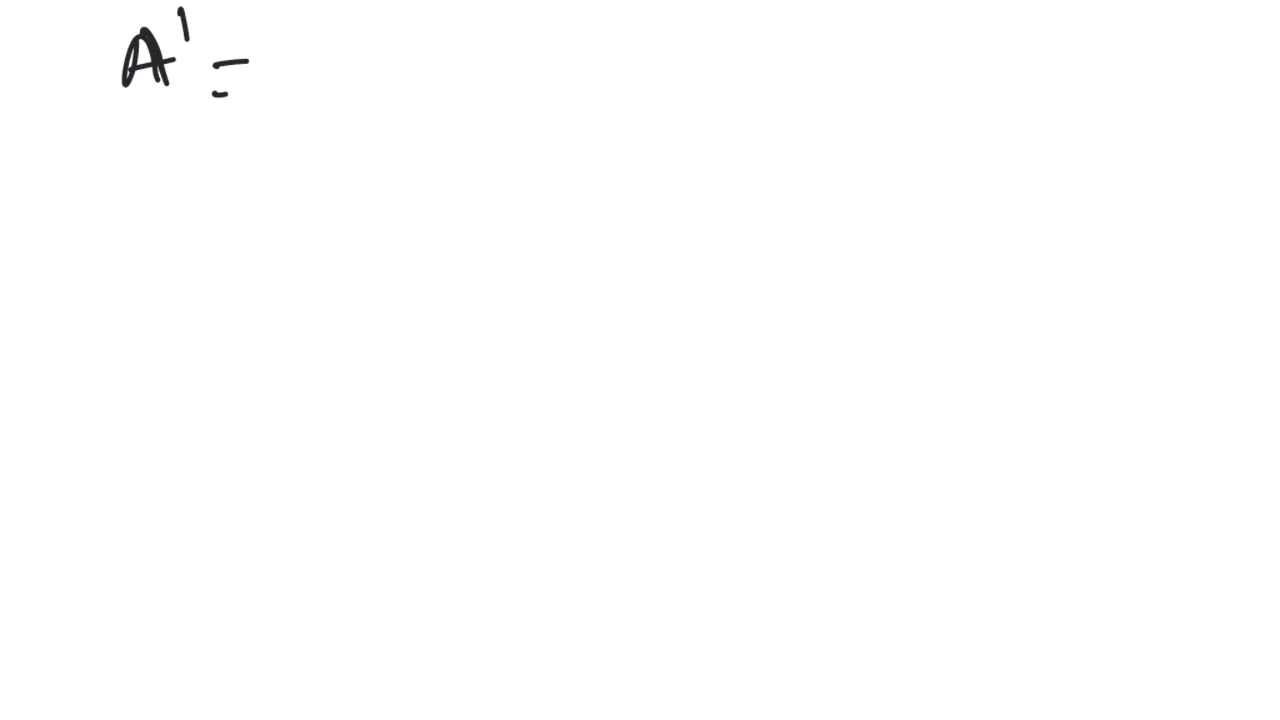 A' =